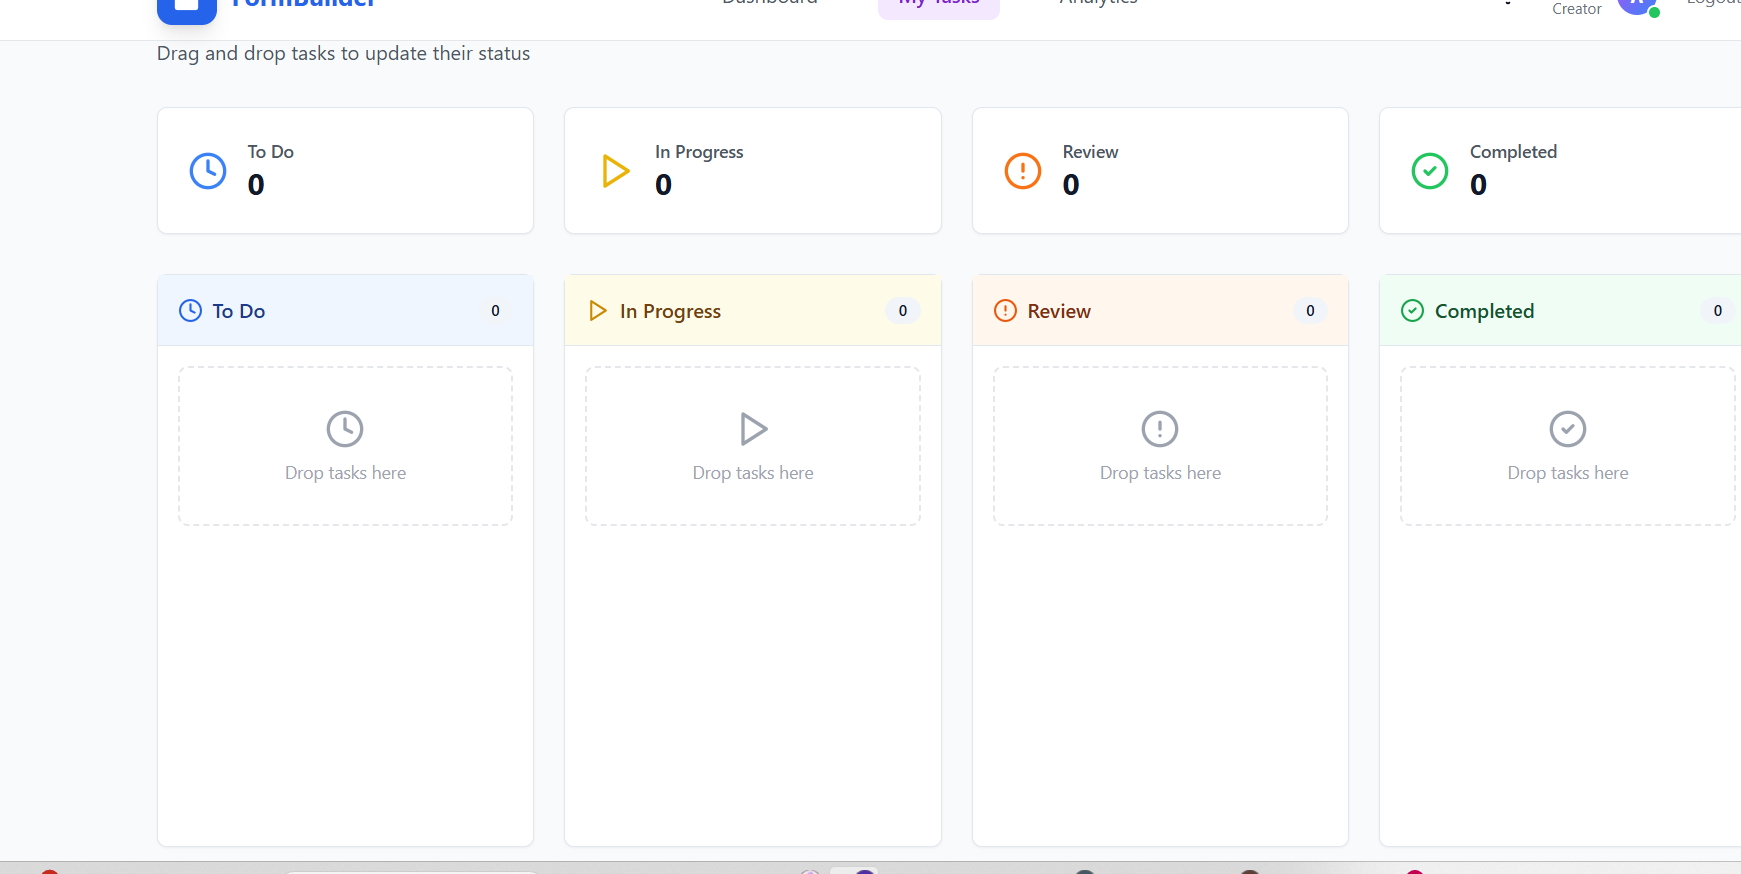 FormBuilder
Dashboard
My Tasks
Analytics
Creator
Logout
Drag and drop tasks to update their status
To Do
0
In Progress
0
Review
0
Completed
0
To Do 0
In Progress 0
Review 0
Completed 0
Drop tasks here
Drop tasks here
Drop tasks here
Drop tasks here